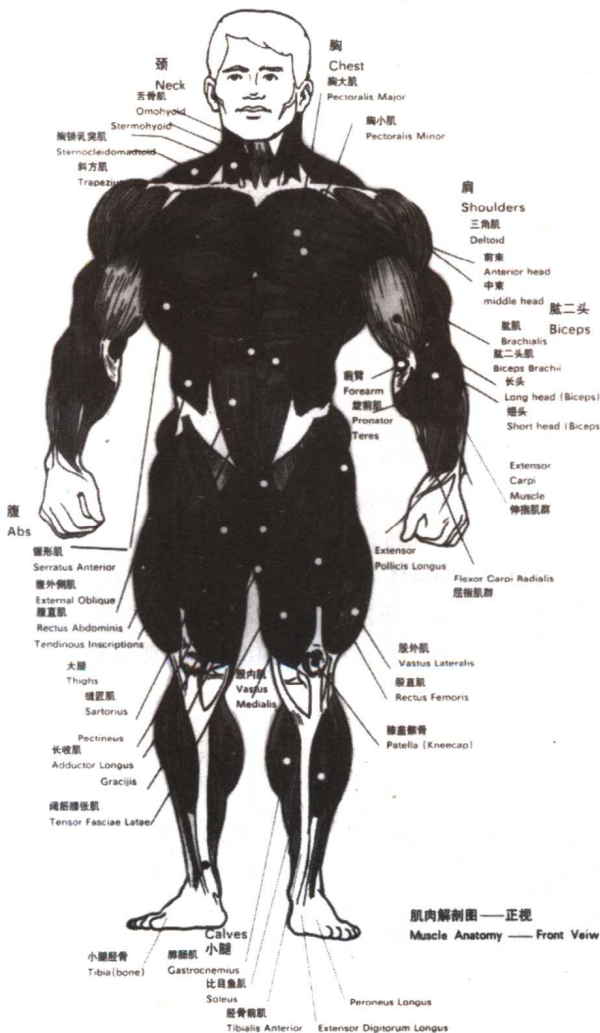 颈
Neck
舌骨肌
Omohyoid
Stermohyoid
胸锁乳突肌
Sternocleidomadtoid
斜方肌
Trapezius
胸
Chest
胸大肌
Pectoralis Major
胸小肌
Pectoralis Minor
肩
Shoulders
三角肌
Deltoid
前束
Anterior head
中束
middle head
肱二头
Biceps
肱肌
Brachialis
肱二头肌
Biceps Brachii
长头
Long head (Biceps)
短头
Short head (Biceps
前臂
Forearm
旋前肌
Pronator
Teres
Extensor
Carpi
Muscle
伸指肌群
Extensor
Pollicis Longus
Flexor Carpi Radialis
屈指肌群
腹
Abs
锯形肌
Serratus Anterior
腹外侧肌
External Oblique
腹直肌
Rectus Abdominis
Tendinous Inscriptions
大腿
Thighs
缝匠肌
Sartorius
Pectineus
长收肌
Adductor Longus
Gracijis
阔筋膜张肌
Tensor Fasciae Latae
股内肌
Vastus
Medialis
股外肌
Vastus Lateralis
股直肌
Rectus Femoris
膝盖髌骨
Patella (Kneecap)
肌肉解剖图——正视
Muscle Anatomy —— Front Veiw
Calves
小腿
小腿胫骨
Tibia(bone)
腓肠肌
Gastrocnemius
比目鱼肌
Soleus
胫骨前肌
Tibialis Anterior
Peroneus Longus
Extensor Digitorum Longus